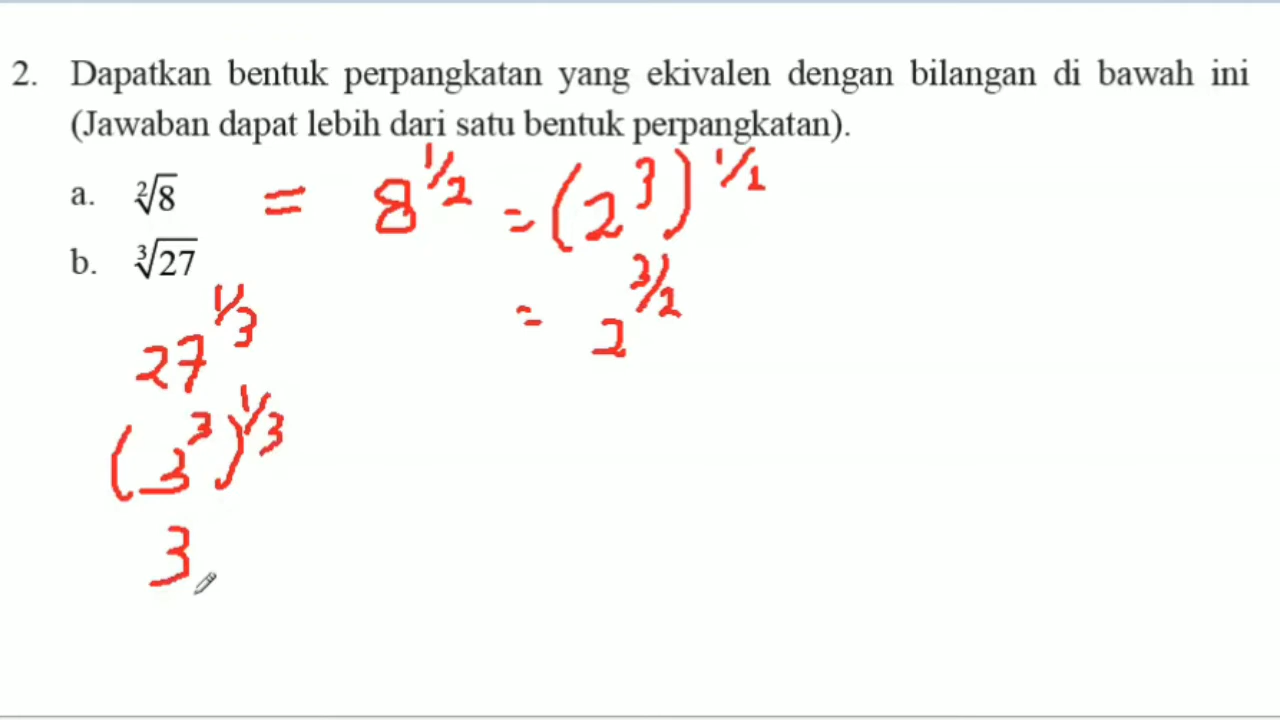 2. Dapatkan bentuk perpangkatan yang ekivalen dengan bilangan di bawah ini
(Jawaban dapat lebih dari satu bentuk perpangkatan).
a. ²√8 = 8^1/2 = (2^3)^1/2
= 2^3/2
b. ³√27
27^1/3
(3^3)^1/3
3